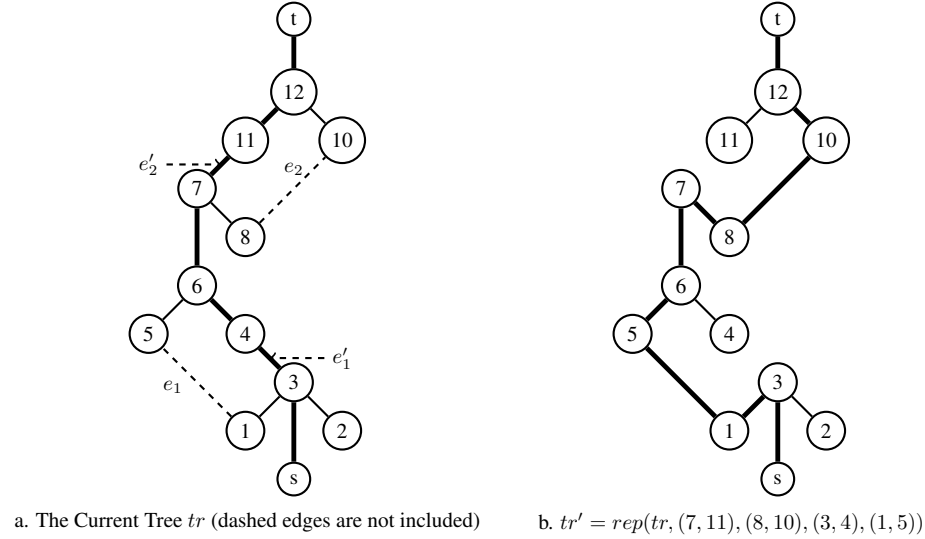 t
t
12
12
11
10
11
10
e′2
e2
7
7
8
8
6
6
5
4
5
4
e′1
e1
3
3
1
2
1
2
s
s
a. The Current Tree tr (dashed edges are not included)
b. tr′ = rep(tr, (7, 11), (8, 10), (3, 4), (1, 5))